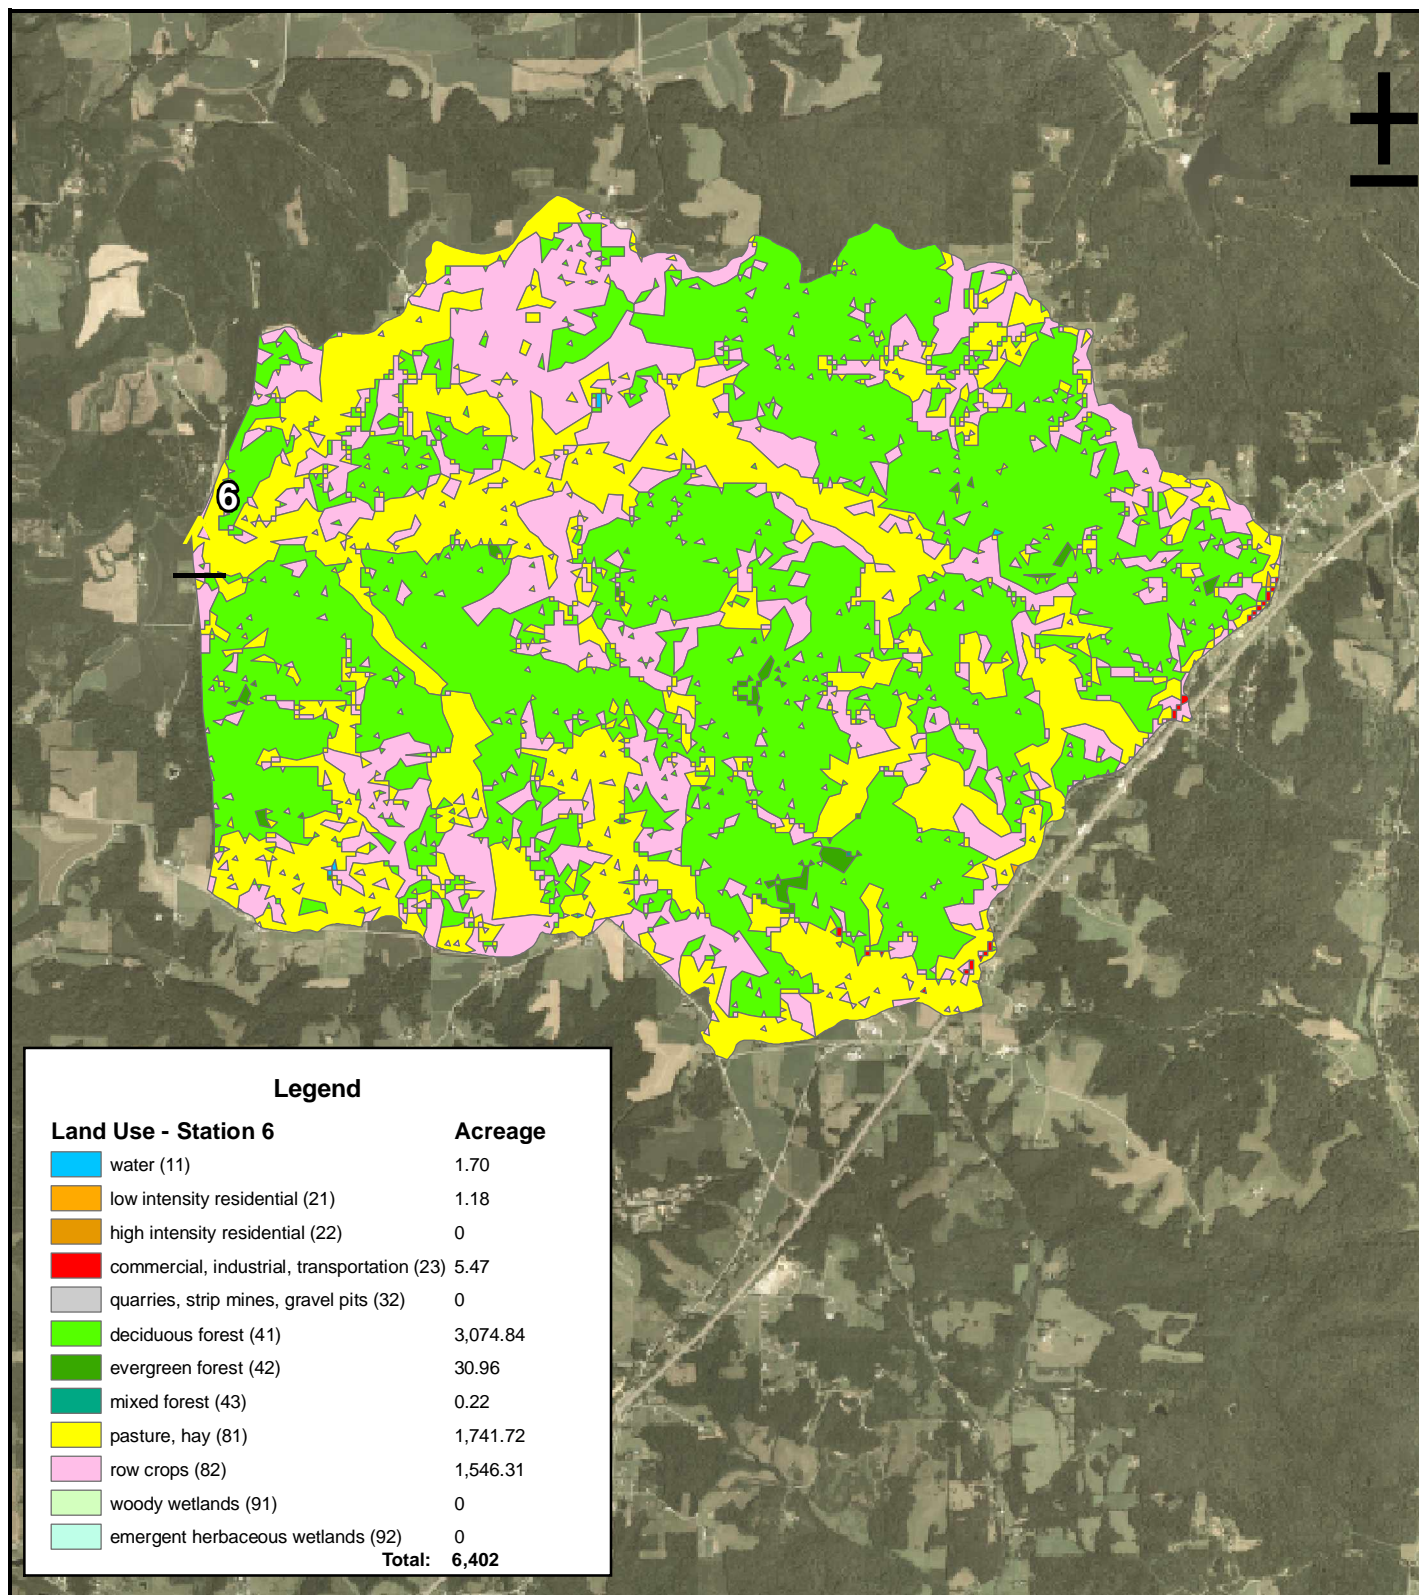 6
Legend
Land Use - Station 6 Acreage
water (11) 1.70
low intensity residential (21) 1.18
high intensity residential (22) 0
commercial, industrial, transportation (23) 5.47
quarries, strip mines, gravel pits (32) 0
deciduous forest (41) 3,074.84
evergreen forest (42) 30.96
mixed forest (43) 0.22
pasture, hay (81) 1,741.72
row crops (82) 1,546.31
woody wetlands (91) 0
emergent herbaceous wetlands (92) 0
Total: 6,402